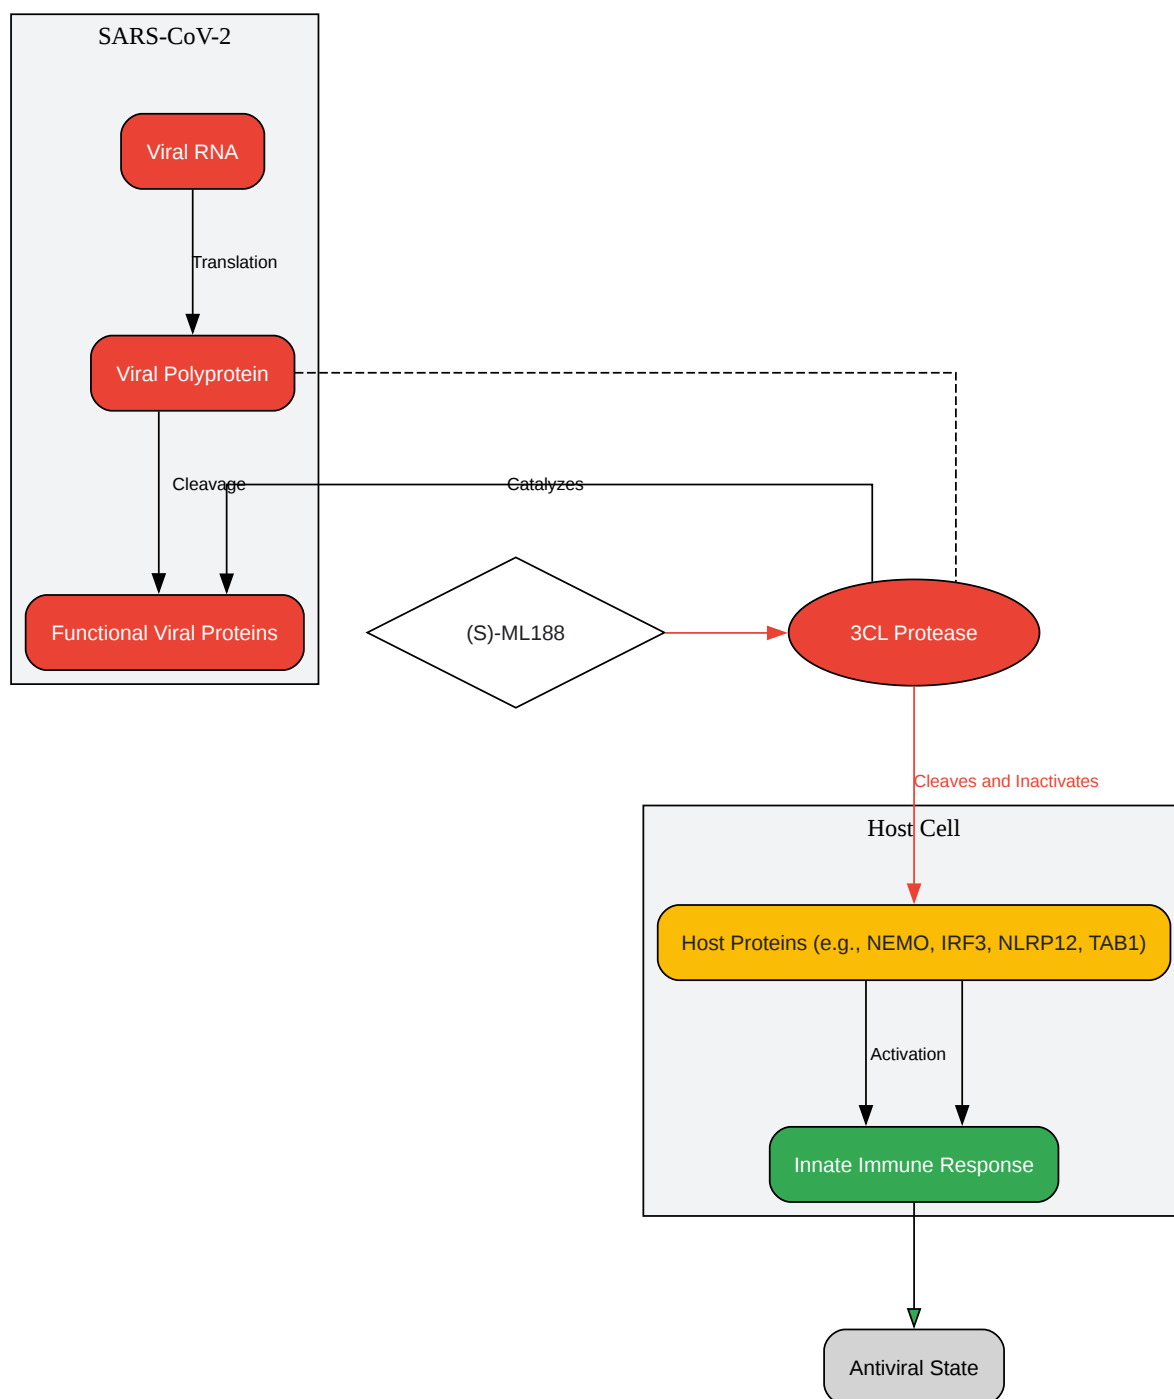 SARS-CoV-2
Viral RNA
Translation
Viral Polyprotein
Cleavage
Catalyzes
Functional Viral Proteins
(S)-ML188
3CL Protease
Cleaves and Inactivates
Host Cell
Host Proteins (e.g., NEMO, IRF3, NLRP12, TAB1)
Activation
Innate Immune Response
Antiviral State